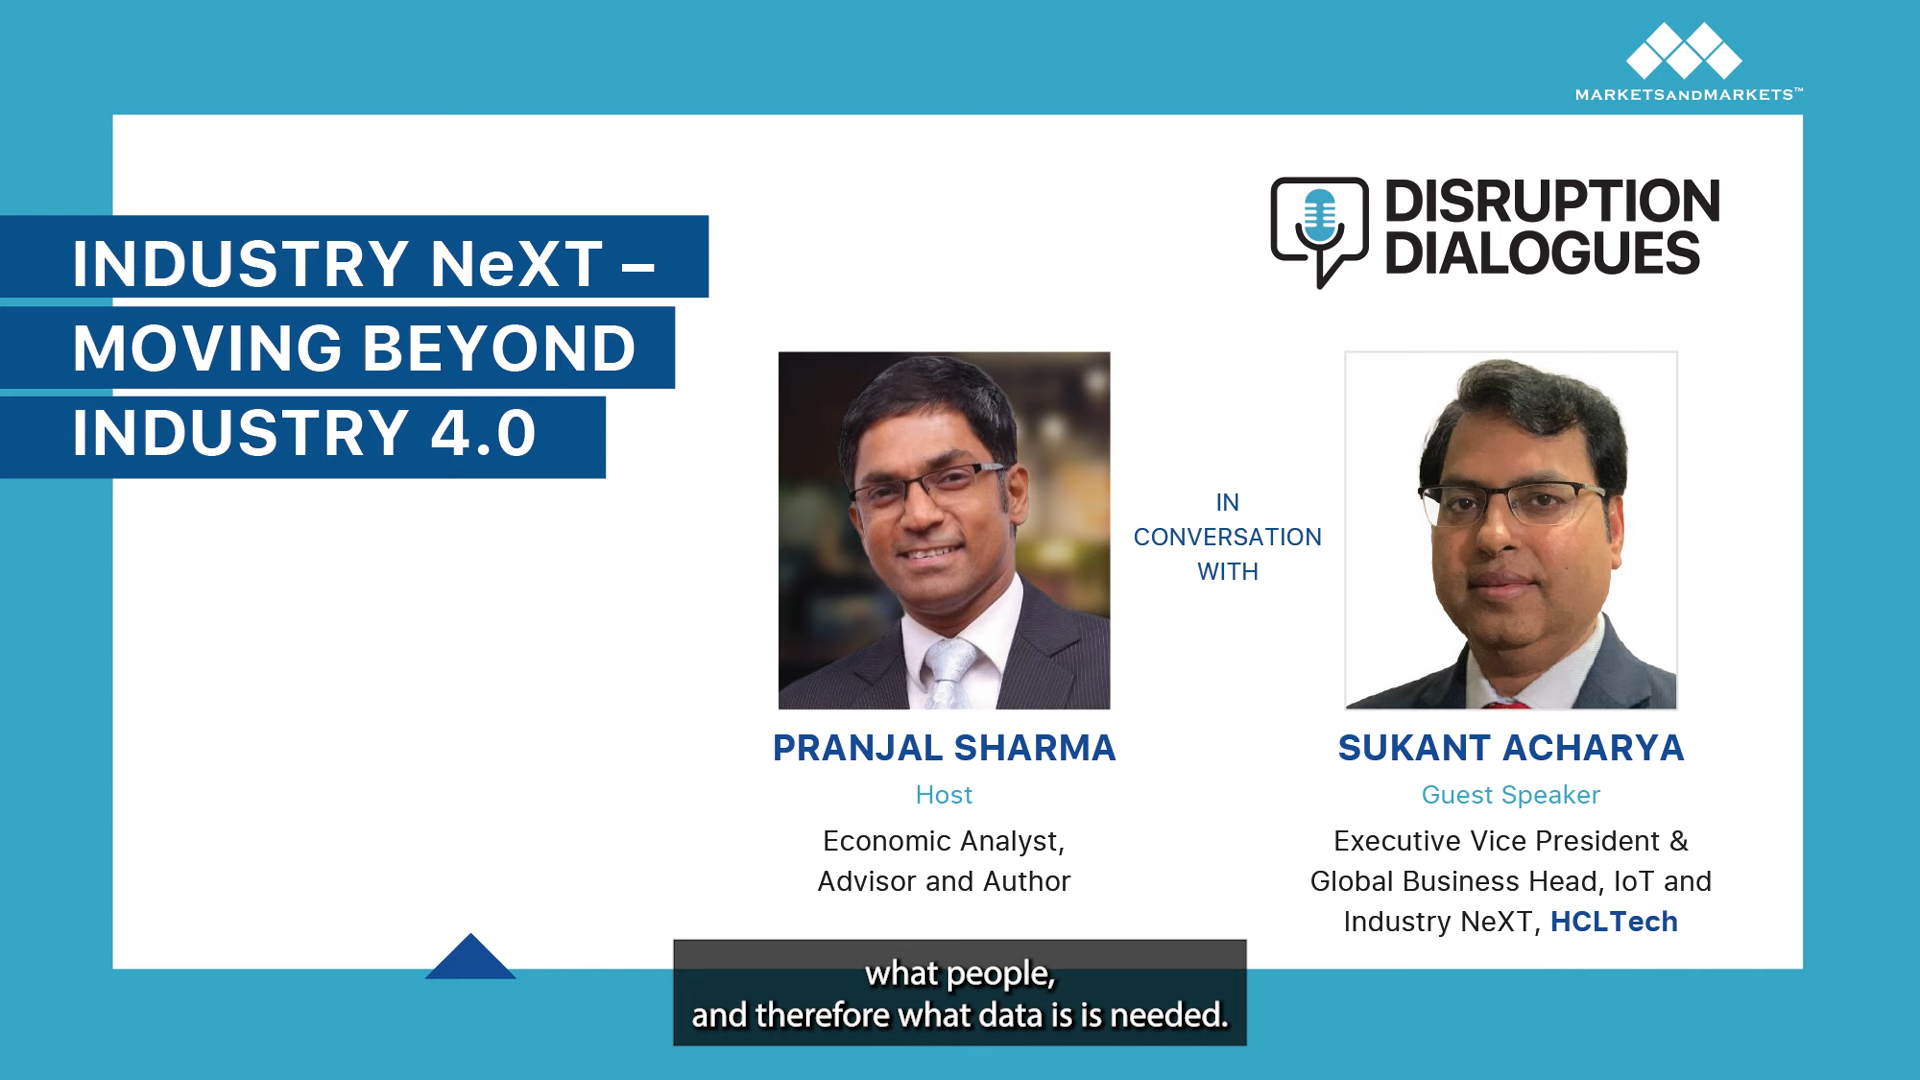 MARKETSANDMARKETS™
DISRUPTION
DIALOGUES
INDUSTRY NeXT –
MOVING BEYOND
INDUSTRY 4.0
IN
CONVERSATION
WITH
PRANJAL SHARMA
Host
Economic Analyst,
Advisor and Author
SUKANT ACHARYA
Guest Speaker
Executive Vice President &
Global Business Head, IoT and
Industry NeXT, HCLTech
what people,
and therefore what data is is needed.